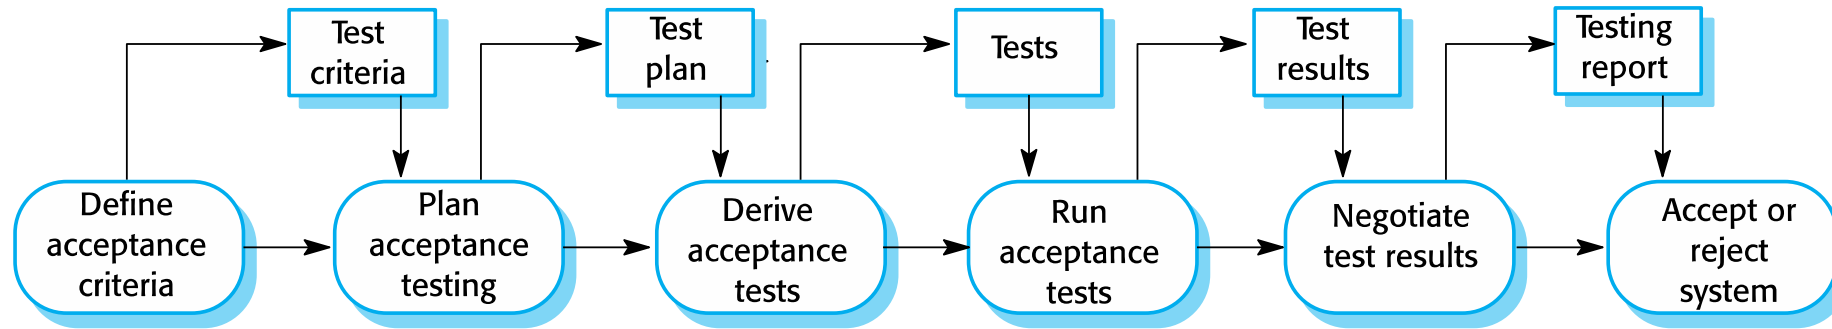 Test
criteria
Test
plan
Tests
Test
results
Testing
report
Define
acceptance
criteria
Plan
acceptance
testing
Derive
acceptance
tests
Run
acceptance
tests
Negotiate
test results
Accept or
reject
system